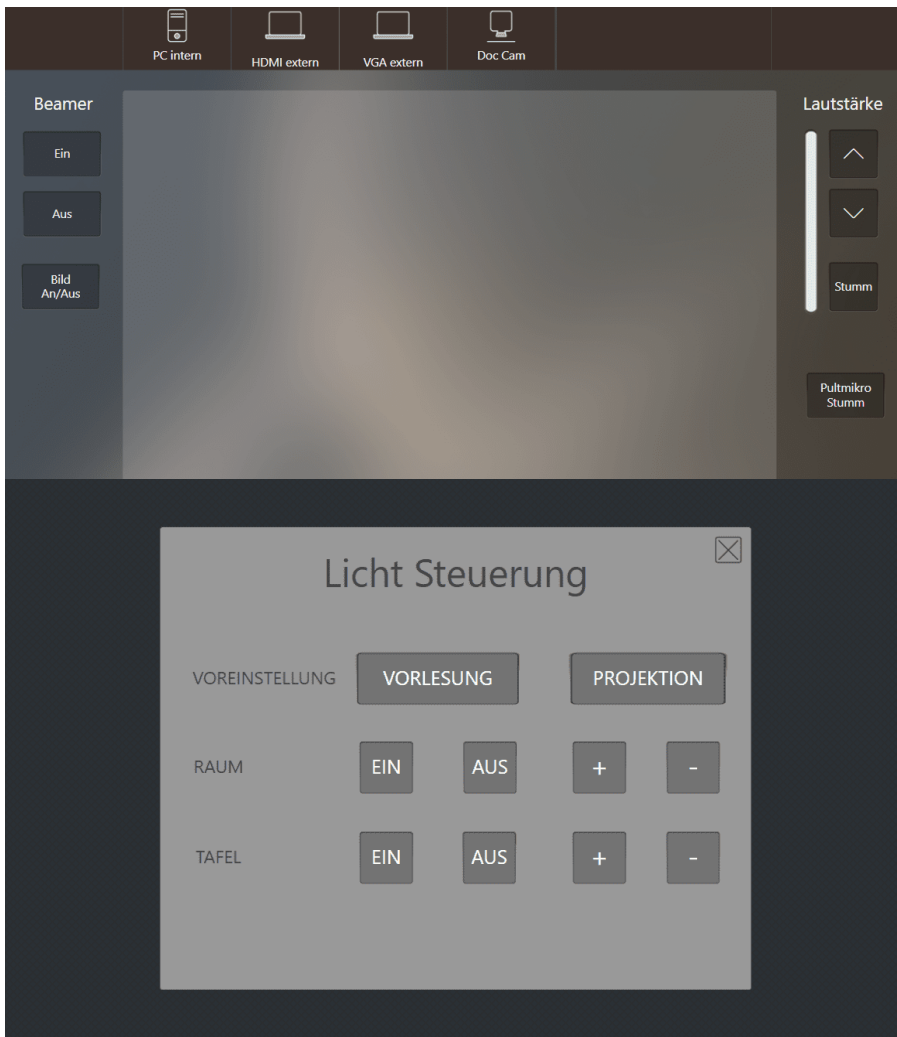 PC intern
HDMI extern
VGA extern
Doc Cam
Beamer
Ein
Aus
Bild
An/Aus
Lautstärke
Stumm
Pultmikro
Stumm
Licht Steuerung
VOREINSTELLUNG VORLESUNG PROJEKTION
RAUM EIN AUS + -
TAFEL EIN AUS + -